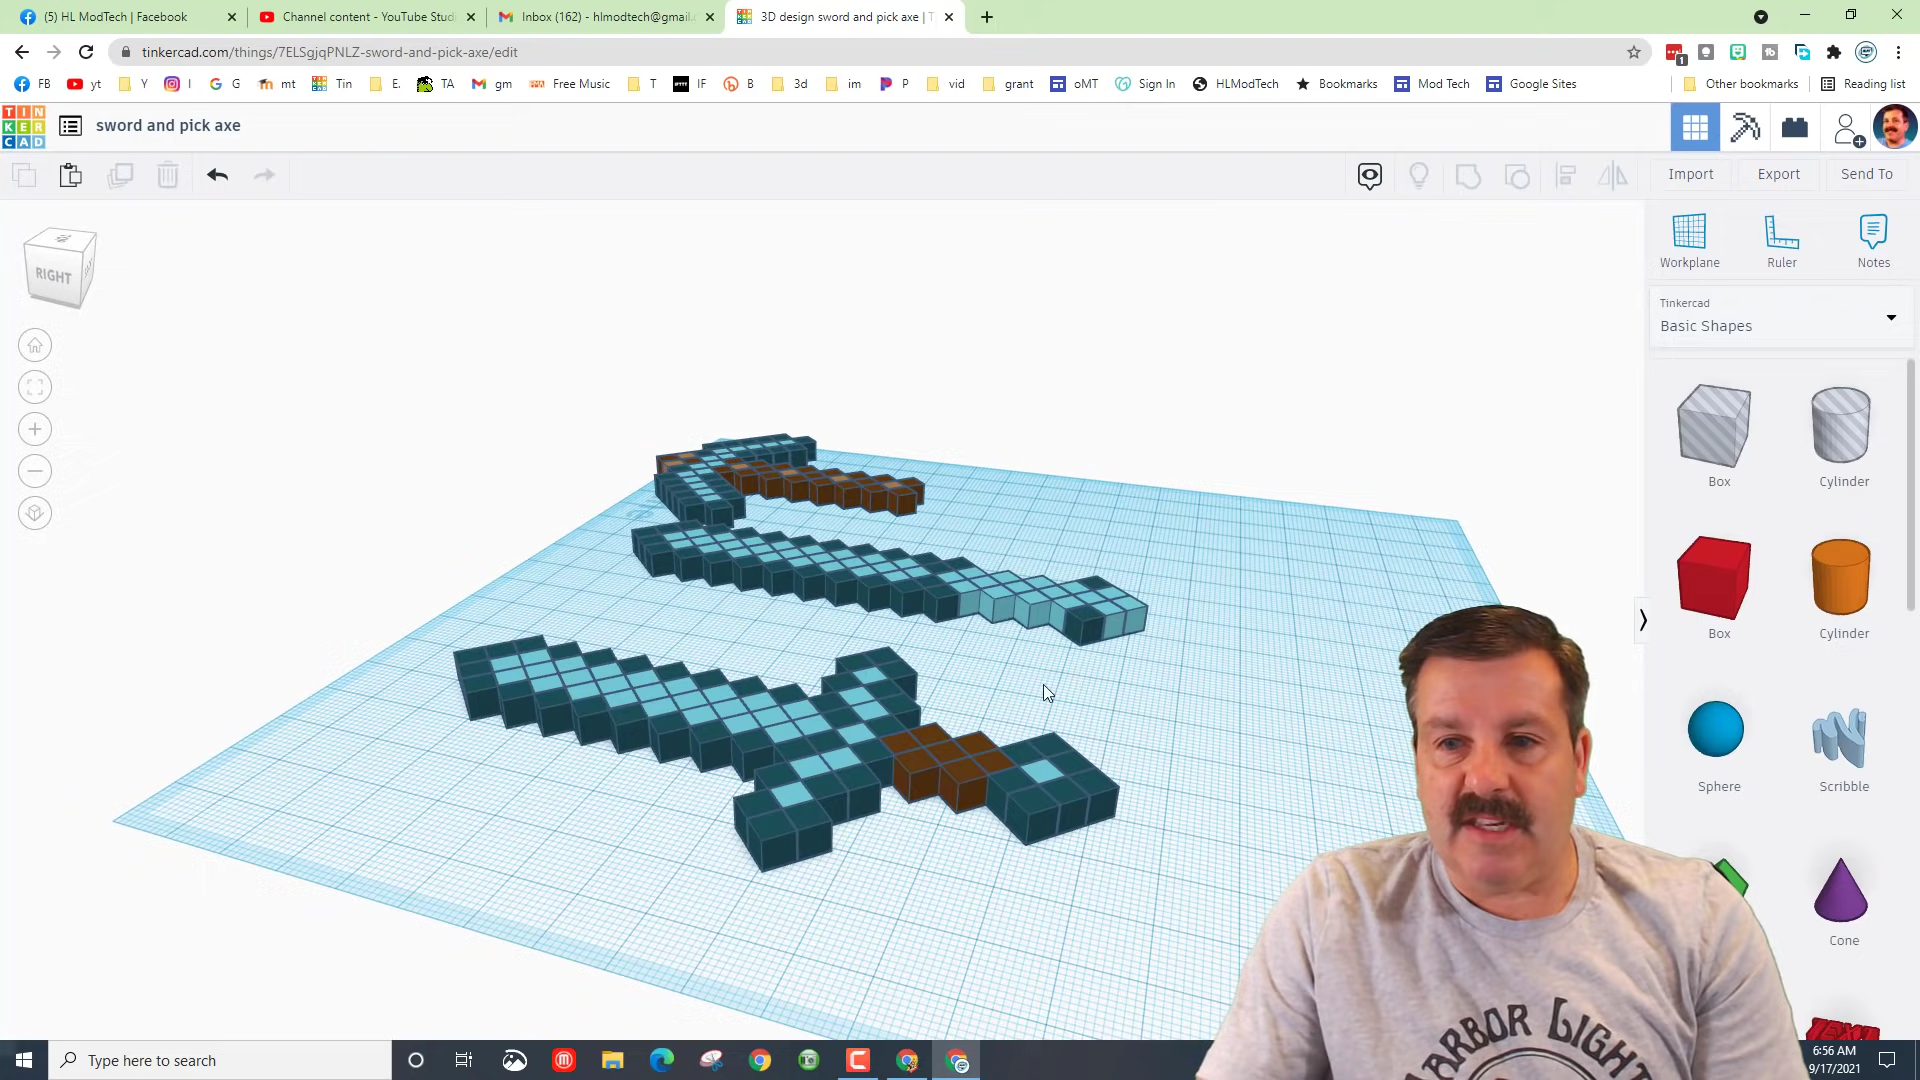 (5) HL ModTech | Facebook
Channel content - YouTube Studi
Inbox (162) - hlmodtech@gmail.c
3D design sword and pick axe | T
tinkercad.com/things/7ELSgjqPNLZ-sword-and-pick-axe/edit
FB yt Y I G mt Tin E. TA gm Free Music T IF B 3d im P vid grant oMT Sign In HLModTech Bookmarks Mod Tech Google Sites Other bookmarks Reading list
TIN
KER
CAD
sword and pick axe
Import Export Send To
RIGHT
Workplane Ruler Notes
Tinkercad
Basic Shapes
Box Cylinder
Box Cylinder
Sphere Scribble
Cone
HARBOR LIGHT
Type here to search
6:56 AM
9/17/2021